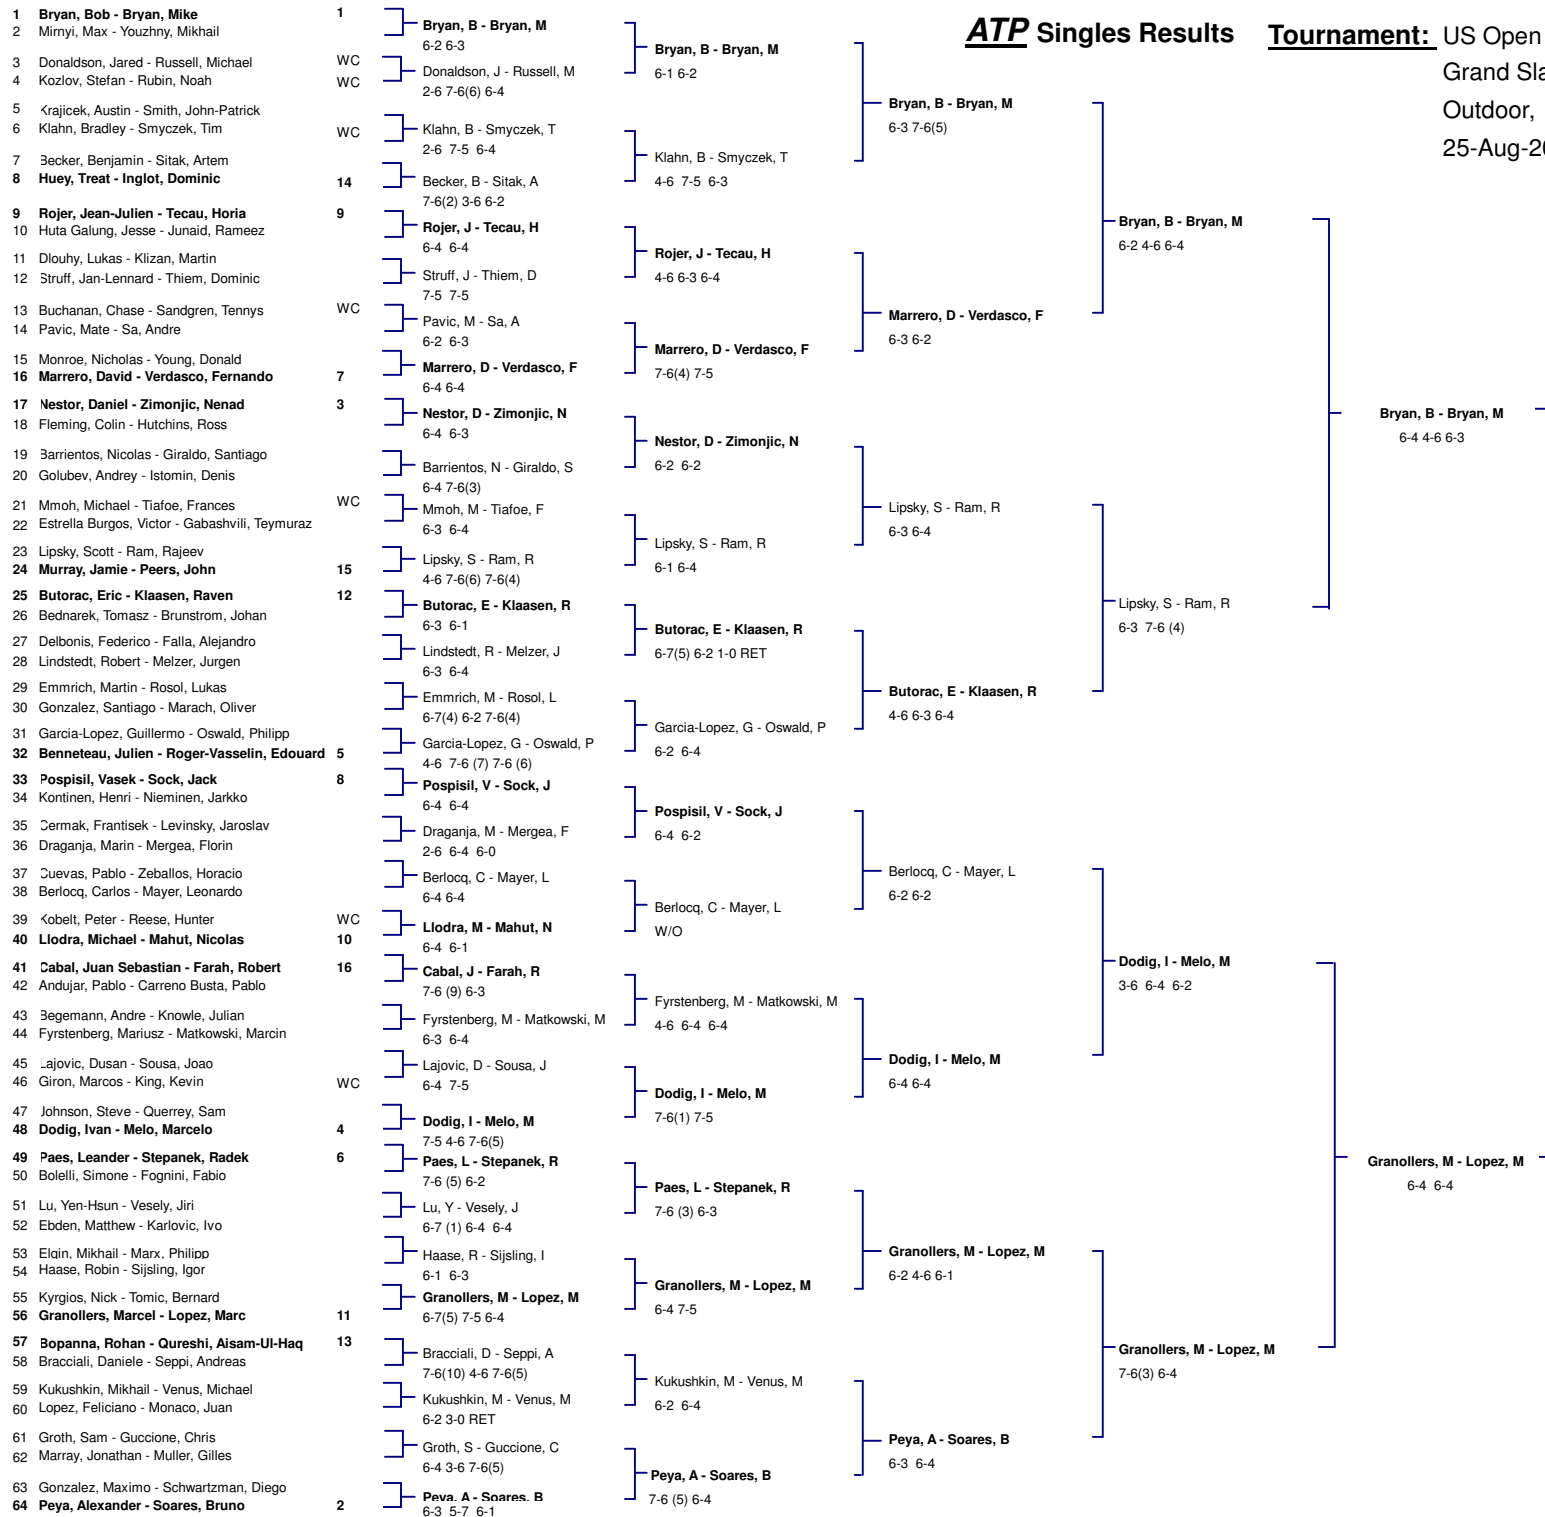 ATP Singles Results Tournament: US Open
Grand Sla
Outdoor,
25-Aug-20
1 Bryan, Bob - Bryan, Mike 1
2 Mirnyi, Max - Youzhny, Mikhail
3 Donaldson, Jared - Russell, Michael WC
4 Kozlov, Stefan - Rubin, Noah WC
5 Krajicek, Austin - Smith, John-Patrick
6 Klahn, Bradley - Smyczek, Tim WC
7 Becker, Benjamin - Sitak, Artem
8 Huey, Treat - Inglot, Dominic 14
9 Rojer, Jean-Julien - Tecau, Horia 9
10 Huta Galung, Jesse - Junaid, Rameez
11 Dlouhy, Lukas - Klizan, Martin
12 Struff, Jan-Lennard - Thiem, Dominic
13 Buchanan, Chase - Sandgren, Tennys WC
14 Pavic, Mate - Sa, Andre
15 Monroe, Nicholas - Young, Donald
16 Marrero, David - Verdasco, Fernando 7
17 Nestor, Daniel - Zimonjic, Nenad 3
18 Fleming, Colin - Hutchins, Ross
19 Barrientos, Nicolas - Giraldo, Santiago
20 Golubev, Andrey - Istomin, Denis
21 Mmoh, Michael - Tiafoe, Frances WC
22 Estrella Burgos, Victor - Gabashvili, Teymuraz
23 Lipsky, Scott - Ram, Rajeev
24 Murray, Jamie - Peers, John 15
25 Butorac, Eric - Klaasen, Raven 12
26 Bednarek, Tomasz - Brunstrom, Johan
27 Delbonis, Federico - Falla, Alejandro
28 Lindstedt, Robert - Melzer, Jurgen
29 Emmrich, Martin - Rosol, Lukas
30 Gonzalez, Santiago - Marach, Oliver
31 Garcia-Lopez, Guillermo - Oswald, Philipp
32 Benneteau, Julien - Roger-Vasselin, Edouard 5
33 Pospisil, Vasek - Sock, Jack 8
34 Kontinen, Henri - Nieminen, Jarkko
35 Cermak, Frantisek - Levinsky, Jaroslav
36 Draganja, Marin - Mergea, Florin
37 Cuevas, Pablo - Zeballos, Horacio
38 Berlocq, Carlos - Mayer, Leonardo
39 Kobelt, Peter - Reese, Hunter WC
40 Llodra, Michael - Mahut, Nicolas 10
41 Cabal, Juan Sebastian - Farah, Robert 16
42 Andujar, Pablo - Carreno Busta, Pablo
43 Begemann, Andre - Knowle, Julian
44 Fyrstenberg, Mariusz - Matkowski, Marcin
45 Lajovic, Dusan - Sousa, Joao
46 Giron, Marcos - King, Kevin WC
47 Johnson, Steve - Querrey, Sam
48 Dodig, Ivan - Melo, Marcelo 4
49 Paes, Leander - Stepanek, Radek 6
50 Bolelli, Simone - Fognini, Fabio
51 Lu, Yen-Hsun - Vesely, Jiri
52 Ebden, Matthew - Karlovic, Ivo
53 Elgin, Mikhail - Marx, Philipp
54 Haase, Robin - Sijsling, Igor
55 Kyrgios, Nick - Tomic, Bernard
56 Granollers, Marcel - Lopez, Marc 11
57 Bopanna, Rohan - Qureshi, Aisam-Ul-Haq 13
58 Bracciali, Daniele - Seppi, Andreas
59 Kukushkin, Mikhail - Venus, Michael
60 Lopez, Feliciano - Monaco, Juan
61 Groth, Sam - Guccione, Chris
62 Marray, Jonathan - Muller, Gilles
63 Gonzalez, Maximo - Schwartzman, Diego
64 Peya, Alexander - Soares, Bruno 2
Bryan, B - Bryan, M
6-2 6-3
Donaldson, J - Russell, M
2-6 7-6(6) 6-4
Klahn, B - Smyczek, T
2-6 7-5 6-4
Becker, B - Sitak, A
7-6(2) 3-6 6-2
Rojer, J - Tecau, H
6-4 6-4
Struff, J - Thiem, D
7-5 7-5
Pavic, M - Sa, A
6-2 6-3
Marrero, D - Verdasco, F
6-4 6-4
Nestor, D - Zimonjic, N
6-4 6-3
Barrientos, N - Giraldo, S
6-4 7-6(3)
Mmoh, M - Tiafoe, F
6-3 6-4
Lipsky, S - Ram, R
4-6 7-6(6) 7-6(4)
Butorac, E - Klaasen, R
6-3 6-1
Lindstedt, R - Melzer, J
6-3 6-4
Emmrich, M - Rosol, L
6-7(4) 6-2 7-6(4)
Garcia-Lopez, G - Oswald, P
4-6 7-6 (7) 7-6 (6)
Pospisil, V - Sock, J
6-4 6-4
Draganja, M - Mergea, F
2-6 6-4 6-0
Berlocq, C - Mayer, L
6-4 6-4
Llodra, M - Mahut, N
6-4 6-1
Cabal, J - Farah, R
7-6 (9) 6-3
Fyrstenberg, M - Matkowski, M
6-3 6-4
Lajovic, D - Sousa, J
6-4 7-5
Dodig, I - Melo, M
7-5 4-6 7-6(5)
Paes, L - Stepanek, R
7-6 (5) 6-2
Lu, Y - Vesely, J
6-7 (1) 6-4 6-4
Haase, R - Sijsling, I
6-1 6-3
Granollers, M - Lopez, M
6-7(5) 7-5 6-4
Bracciali, D - Seppi, A
7-6(10) 4-6 7-6(5)
Kukushkin, M - Venus, M
6-2 3-0 RET
Groth, S - Guccione, C
6-4 3-6 7-6(5)
Peya, A - Soares, B
6-3 5-7 6-1
Bryan, B - Bryan, M
6-1 6-2
Klahn, B - Smyczek, T
4-6 7-5 6-3
Rojer, J - Tecau, H
4-6 6-3 6-4
Marrero, D - Verdasco, F
7-6(4) 7-5
Nestor, D - Zimonjic, N
6-2 6-2
Lipsky, S - Ram, R
6-1 6-4
Butorac, E - Klaasen, R
6-7(5) 6-2 1-0 RET
Garcia-Lopez, G - Oswald, P
6-2 6-4
Pospisil, V - Sock, J
6-4 6-2
Berlocq, C - Mayer, L
W/O
Fyrstenberg, M - Matkowski, M
4-6 6-4 6-4
Dodig, I - Melo, M
7-6(1) 7-5
Paes, L - Stepanek, R
7-6 (3) 6-3
Granollers, M - Lopez, M
6-4 7-5
Kukushkin, M - Venus, M
6-2 6-4
Peya, A - Soares, B
7-6 (5) 6-4
Bryan, B - Bryan, M
6-3 7-6(5)
Marrero, D - Verdasco, F
6-3 6-2
Lipsky, S - Ram, R
6-3 6-4
Butorac, E - Klaasen, R
4-6 6-3 6-4
Berlocq, C - Mayer, L
6-2 6-2
Dodig, I - Melo, M
6-4 6-4
Granollers, M - Lopez, M
6-2 4-6 6-1
Peya, A - Soares, B
6-3 6-4
Bryan, B - Bryan, M
6-2 4-6 6-4
Lipsky, S - Ram, R
6-3 7-6 (4)
Dodig, I - Melo, M
3-6 6-4 6-2
Granollers, M - Lopez, M
7-6(3) 6-4
Bryan, B - Bryan, M
6-4 4-6 6-3
Granollers, M - Lopez, M
6-4 6-4